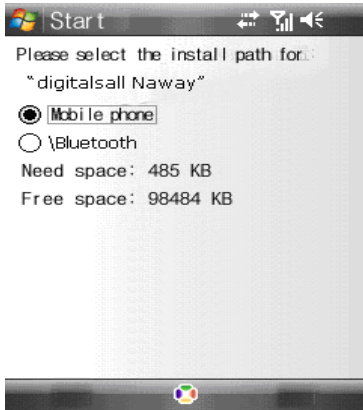 Start
Please select the install path for:
"digitalsall Naway"
Mobile phone
\Bluetooth
Need space: 485 KB
Free space: 98484 KB